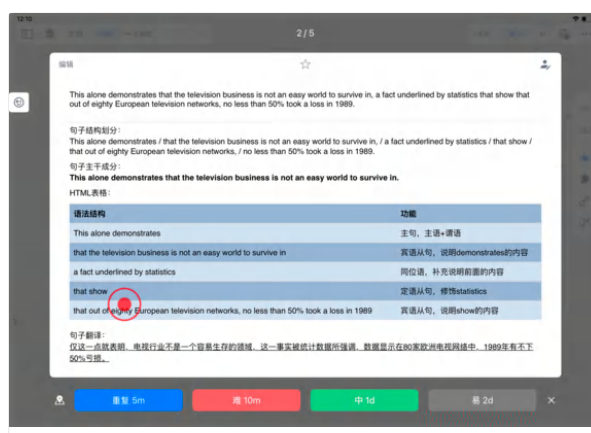 12:10
2/5
编辑
This alone demonstrates that the television business is not an easy world to survive in, a fact underlined by statistics that show that
out of eighty European television networks, no less than 50% took a loss in 1989.
句子结构划分:
This alone demonstrates / that the television business is not an easy world to survive in, / a fact underlined by statistics / that show /
that out of eighty European television networks, / no less than 50% took a loss in 1989.
句子主干成分:
This alone demonstrates that the television business is not an easy world to survive in.
HTML表格:
语法结构 功能
This alone demonstrates 主句，主语+谓语
that the television business is not an easy world to survive in 宾语从句，说明demonstrates的内容
a fact underlined by statistics 同位语，补充说明前面的内容
that show 定语从句，修饰statistics
that out of eighty European television networks, no less than 50% took a loss in 1989 宾语从句，说明show的内容
句子翻译:
仅这一点就表明，电视行业不是一个容易生存的领域，这一事实被统计数据所强调，数据显示在80家欧洲电视网络中，1989年有不下
50%亏损。
重复 5m 难 10m 中 1d 易 2d